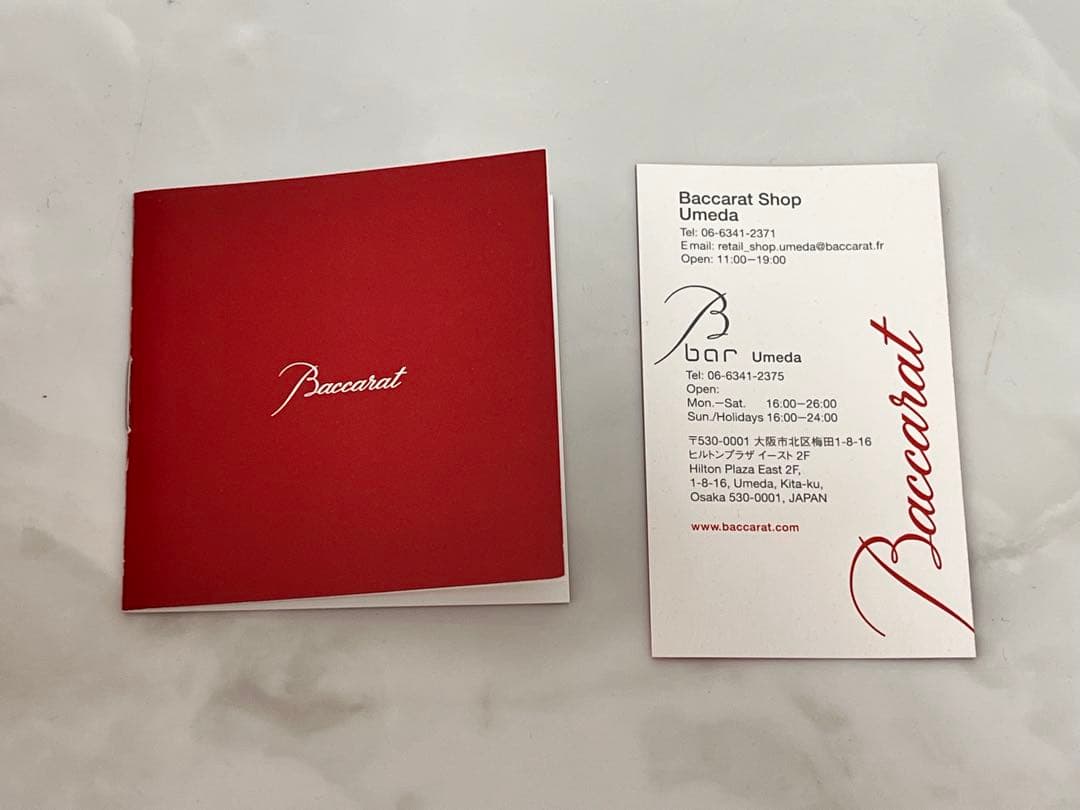 Baccarat
Baccarat Shop
Umeda
Tel: 06-6341-2371
Email: retail_shop.umeda@baccarat.fr
Open: 11:00–19:00
B
bar Umeda
Tel: 06-6341-2375
Open:
Mon.–Sat. 16:00–26:00
Sun./Holidays 16:00–24:00
〒530-0001 大阪市北区梅田1-8-16
ヒルトンプラザ イースト 2F
Hilton Plaza East 2F,
1-8-16, Umeda, Kita-ku,
Osaka 530-0001, JAPAN
www.baccarat.com
Baccarat